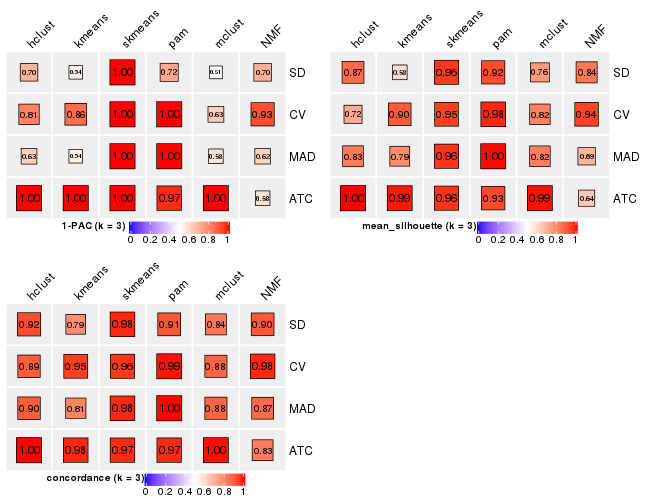 hclust kmeans skmeans pam mclust NMF
0.70 0.54 1.00 0.72 0.51 0.70 SD
0.81 0.86 1.00 1.00 0.63 0.93 CV
0.63 0.54 1.00 1.00 0.58 0.62 MAD
1.00 1.00 1.00 0.97 1.00 0.58 ATC
1-PAC (k = 3)
0 0.2 0.4 0.6 0.8 1
hclust kmeans skmeans pam mclust NMF
0.87 0.58 0.96 0.92 0.76 0.84 SD
0.72 0.90 0.95 0.98 0.82 0.94 CV
0.83 0.79 0.96 1.00 0.82 0.69 MAD
1.00 0.99 0.96 0.93 0.99 0.64 ATC
mean_silhouette (k = 3)
0 0.2 0.4 0.6 0.8 1
hclust kmeans skmeans pam mclust NMF
0.92 0.79 0.98 0.91 0.84 0.90 SD
0.89 0.95 0.96 0.99 0.88 0.98 CV
0.90 0.81 0.98 1.00 0.88 0.87 MAD
1.00 0.98 0.97 0.97 1.00 0.83 ATC
concordance (k = 3)
0 0.2 0.4 0.6 0.8 1